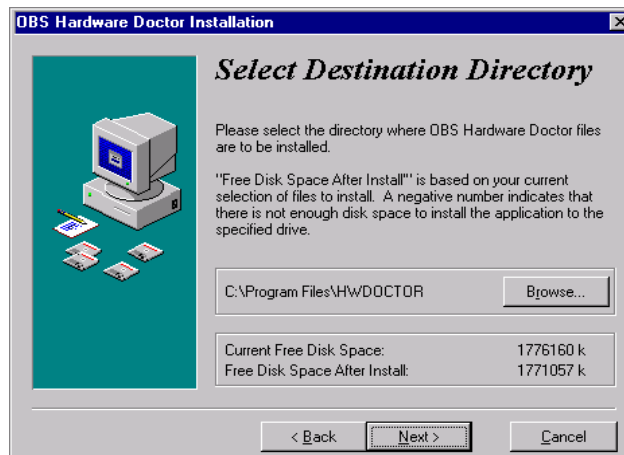 OBS Hardware Doctor Installation
Select Destination Directory
Please select the directory where OBS Hardware Doctor files
are to be installed.
"Free Disk Space After Install"' is based on your current
selection of files to install. A negative number indicates that
there is not enough disk space to install the application to the
specified drive.
C:\Program Files\HWDOCTOR
Browse...
Current Free Disk Space: 1776160 k
Free Disk Space After Install: 1771057 k
< Back Next > Cancel